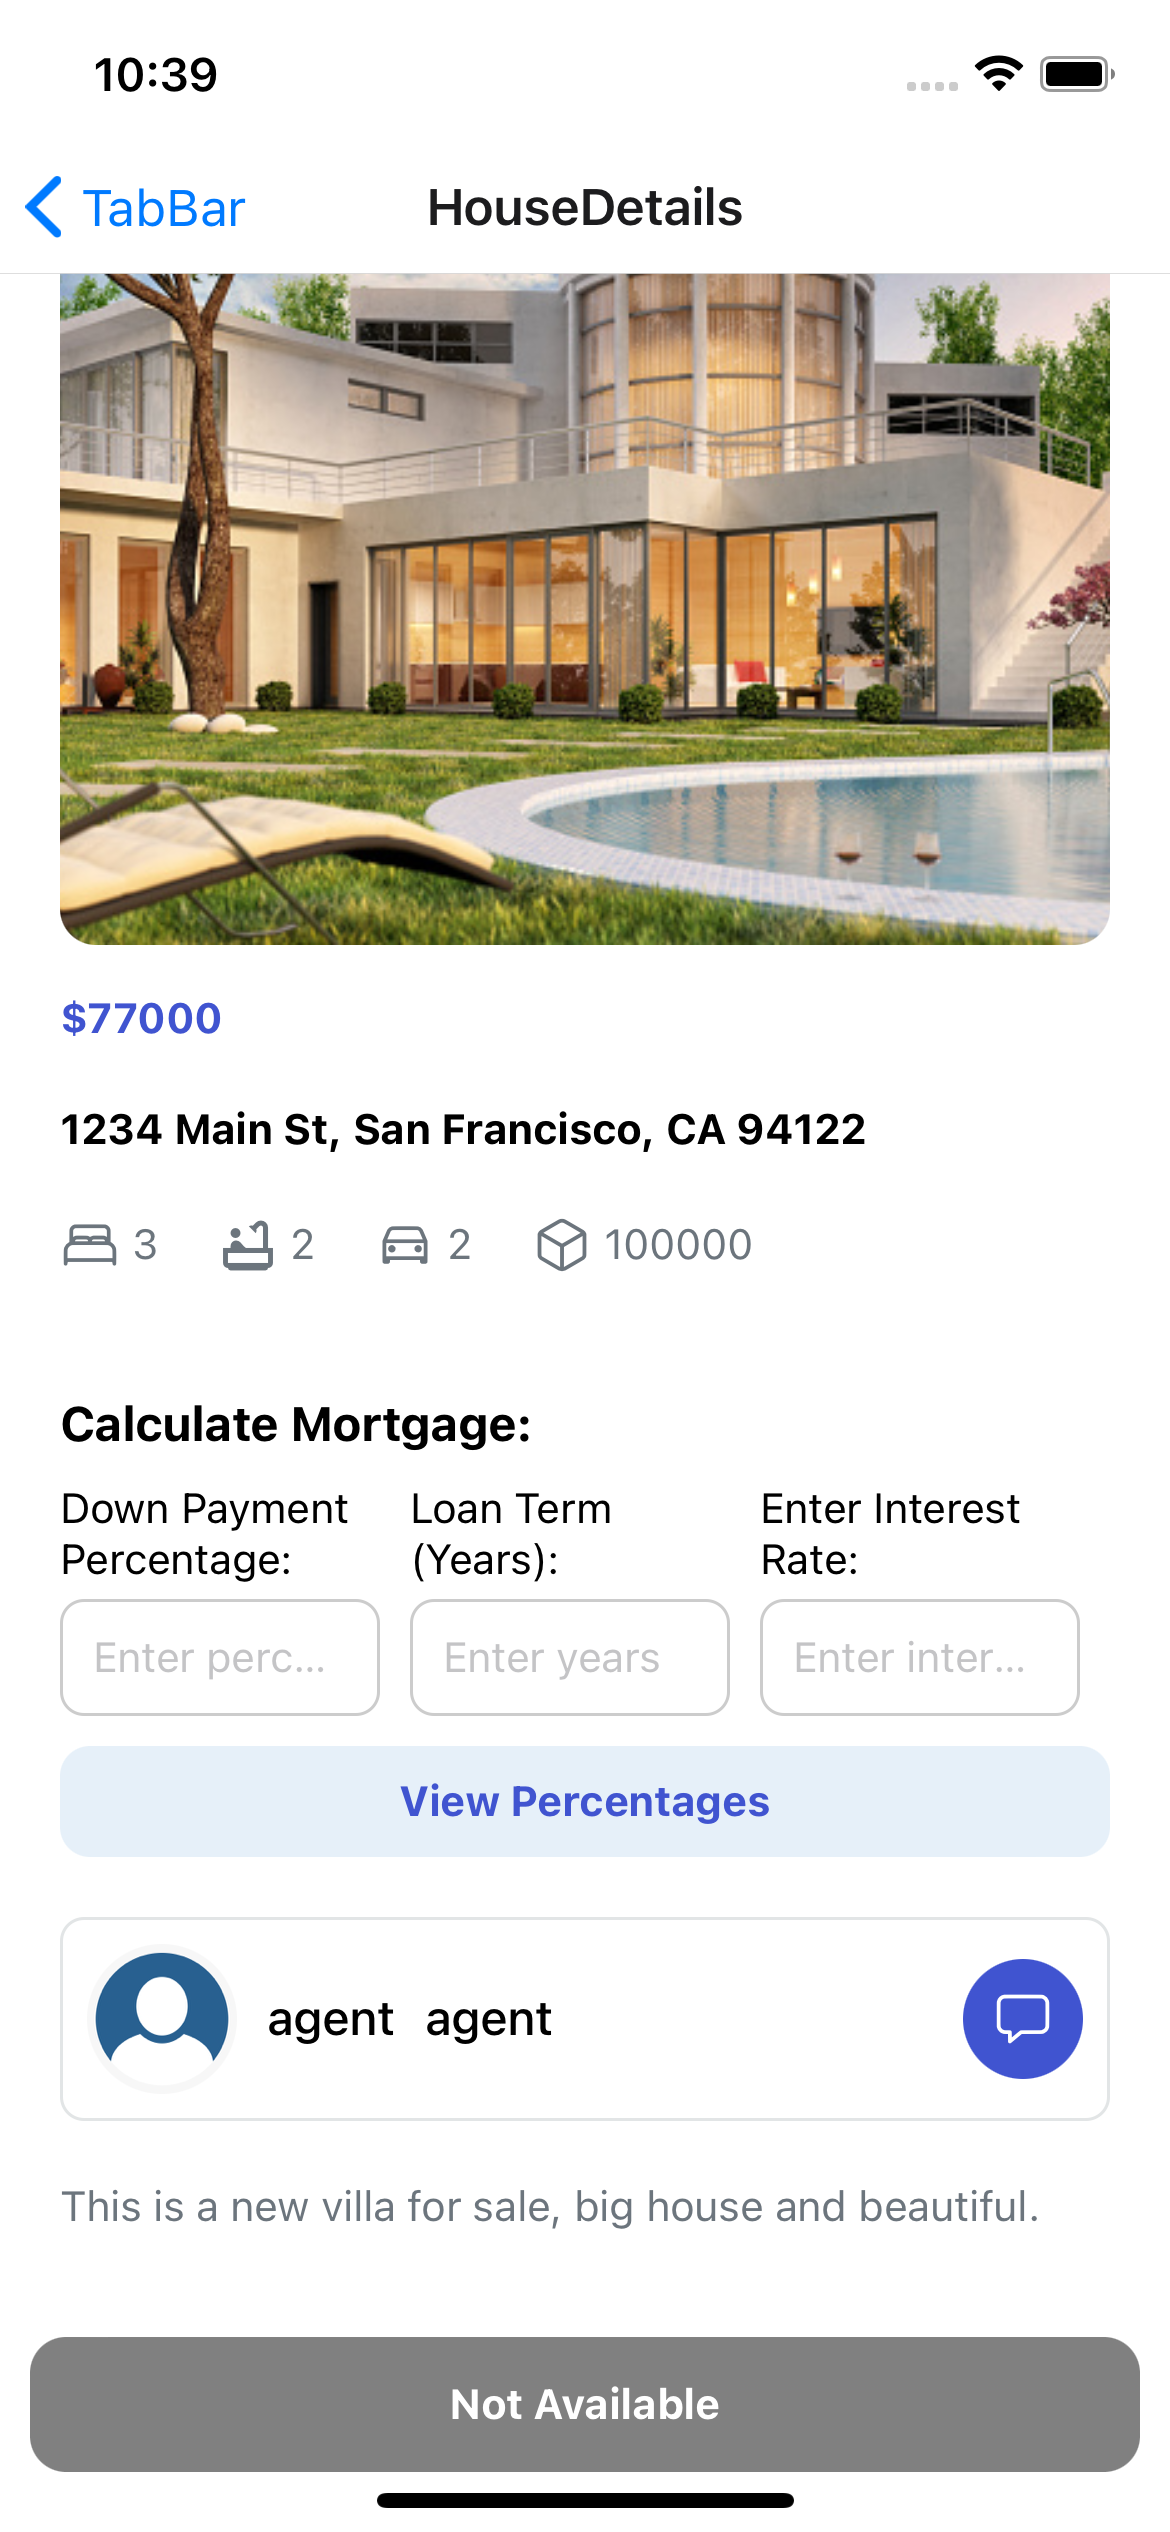 10:39
TabBar
HouseDetails
$77000
1234 Main St, San Francisco, CA 94122
3 2 2 100000
Calculate Mortgage:
Down Payment Percentage:
Loan Term (Years):
Enter Interest Rate:
Enter perc...
Enter years
Enter inter...
View Percentages
agent agent
This is a new villa for sale, big house and beautiful.
Not Available